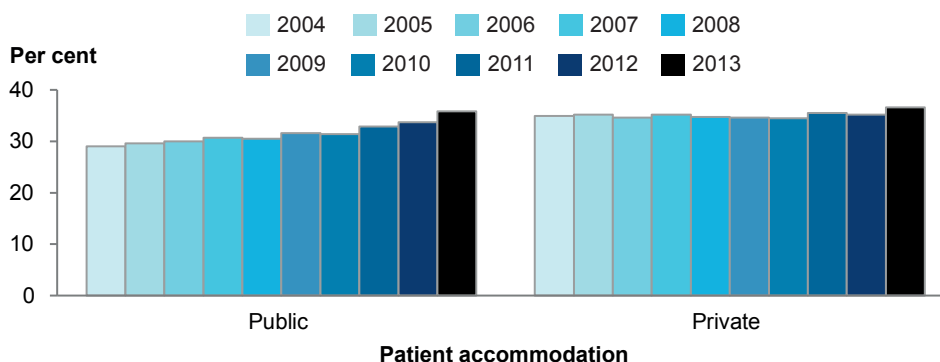 2004 2005 2006 2007 2008
2009 2010 2011 2012 2013
Per cent
40
30
20
10
0
Public Private
Patient accommodation